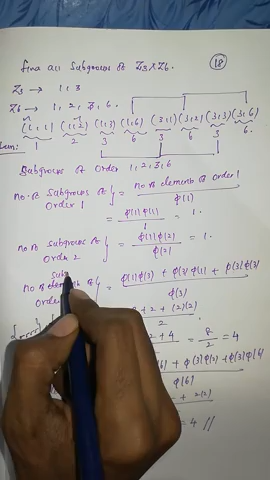 Find all Subgroups of Z3 X Z6. (18)
Z3 → 1, 3
Z6 → 1, 2, 3, 6.
(1,1) (1,2) (1,3) (1,6) (3,1) (3,2) (3,3) (3,6)
1 2 3 6 3 6 3 6.
Lcm:
Subgroups of Order 1, 2, 3, 6
no. of Subgroups of Order 1 } = no of elements of order 1 / φ(1)
= φ(1)φ(1) / 1 = 1.
No of Subgroups of Order 2 } = φ(1)φ(2) / φ(2) = 1.
Sub
no of elements of Order } = φ(1)φ(3) + φ(3)φ(1) + φ(3)φ(3) / φ(3)
+ 2 + (2)(2) / 2
+ 4 = 8/2 = 4
+ φ(3)φ(2) + φ(3)φ(6) / φ(6)
+ 2(2)
= 4 //